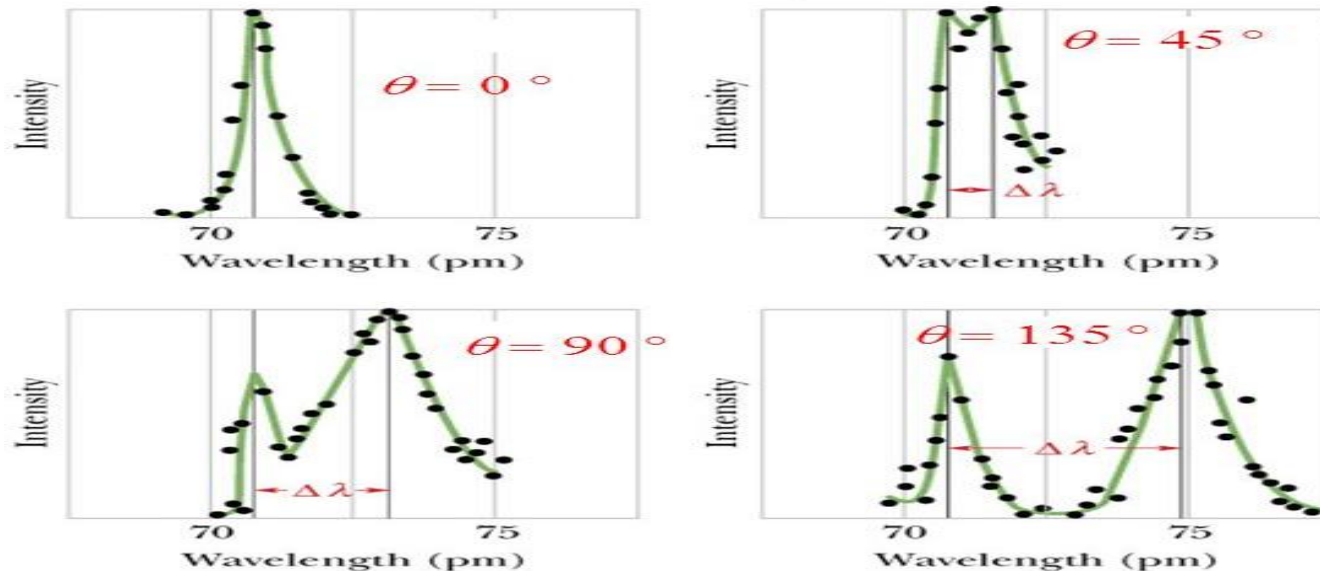 Intensity
θ = 0 °
70 75
Wavelength (pm)
Intensity
θ = 45 °
Δλ
70 75
Wavelength (pm)
Intensity
θ = 90 °
Δλ
70 75
Wavelength (pm)
Intensity
θ = 135 °
Δλ
70 75
Wavelength (pm)